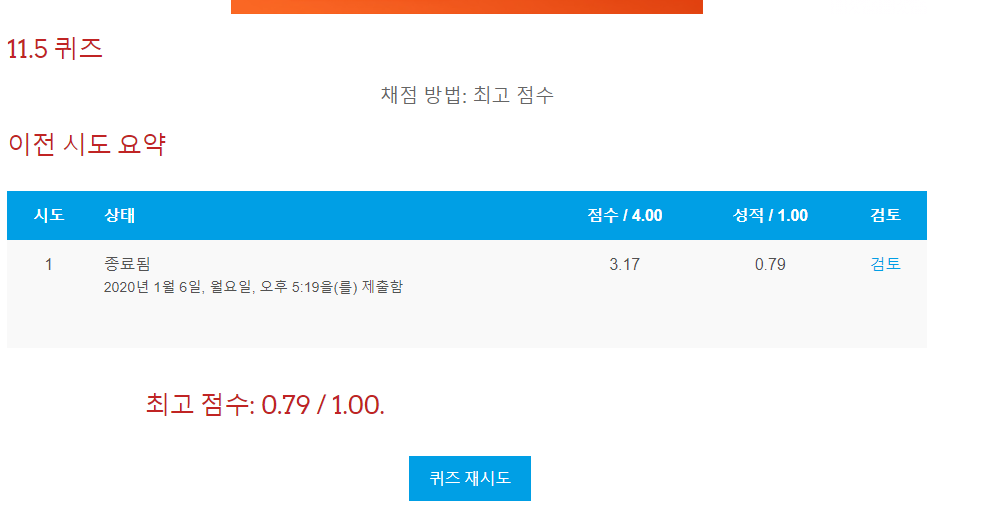 11.5 퀴즈
채점 방법: 최고 점수
이전 시도 요약
시도 상태 점수 / 4.00 성적 / 1.00 검토
1 종료됨 3.17 0.79 검토
2020년 1월 6일, 월요일, 오후 5:19을(를) 제출함
최고 점수: 0.79 / 1.00.
퀴즈 재시도